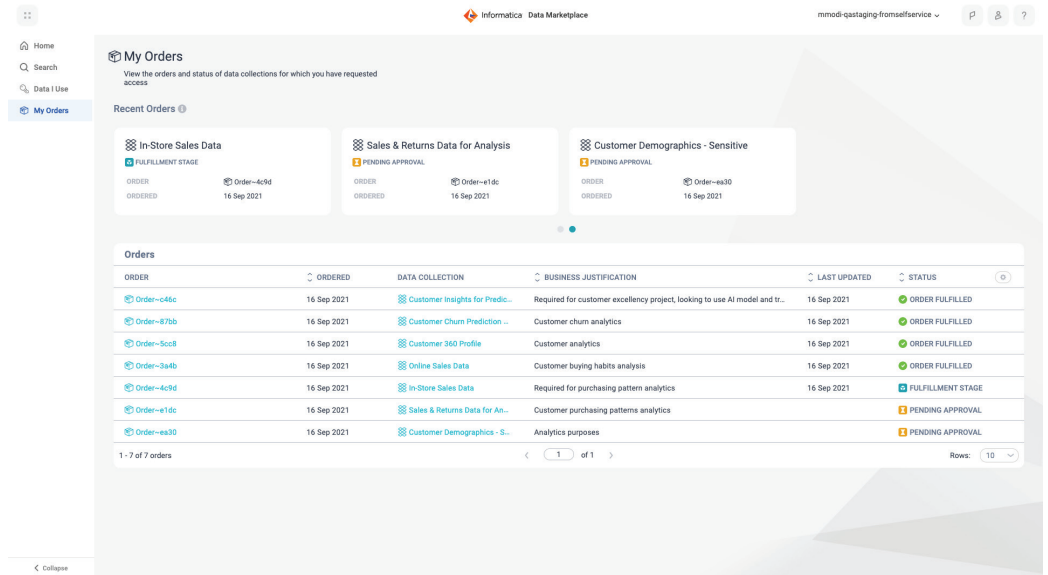 Informatica Data Marketplace
mmodi-qastaging-fromselfservice
?
Home
Search
Data I Use
My Orders
My Orders
View the orders and status of data collections for which you have requested
access
Recent Orders
In-Store Sales Data
FULFILLMENT STAGE
ORDER Order~4c9d
ORDERED 16 Sep 2021
Sales & Returns Data for Analysis
PENDING APPROVAL
ORDER Order~e1dc
ORDERED 16 Sep 2021
Customer Demographics - Sensitive
PENDING APPROVAL
ORDER Order~ea30
ORDERED 16 Sep 2021
Orders
ORDER ORDERED DATA COLLECTION BUSINESS JUSTIFICATION LAST UPDATED STATUS
Order~c46c 16 Sep 2021 Customer Insights for Predic... Required for customer excellency project, looking to use AI model and tr... 16 Sep 2021 ORDER FULFILLED
Order~87bb 16 Sep 2021 Customer Churn Prediction ... Customer churn analytics 16 Sep 2021 ORDER FULFILLED
Order~5cc8 16 Sep 2021 Customer 360 Profile Customer analytics 16 Sep 2021 ORDER FULFILLED
Order~3a4b 16 Sep 2021 Online Sales Data Customer buying habits analysis 16 Sep 2021 ORDER FULFILLED
Order~4c9d 16 Sep 2021 In-Store Sales Data Required for purchasing pattern analytics 16 Sep 2021 FULFILLMENT STAGE
Order~e1dc 16 Sep 2021 Sales & Returns Data for An... Customer purchasing patterns analytics PENDING APPROVAL
Order~ea30 16 Sep 2021 Customer Demographics - S... Analytics purposes PENDING APPROVAL
1 - 7 of 7 orders 1 of 1 Rows: 10
Collapse